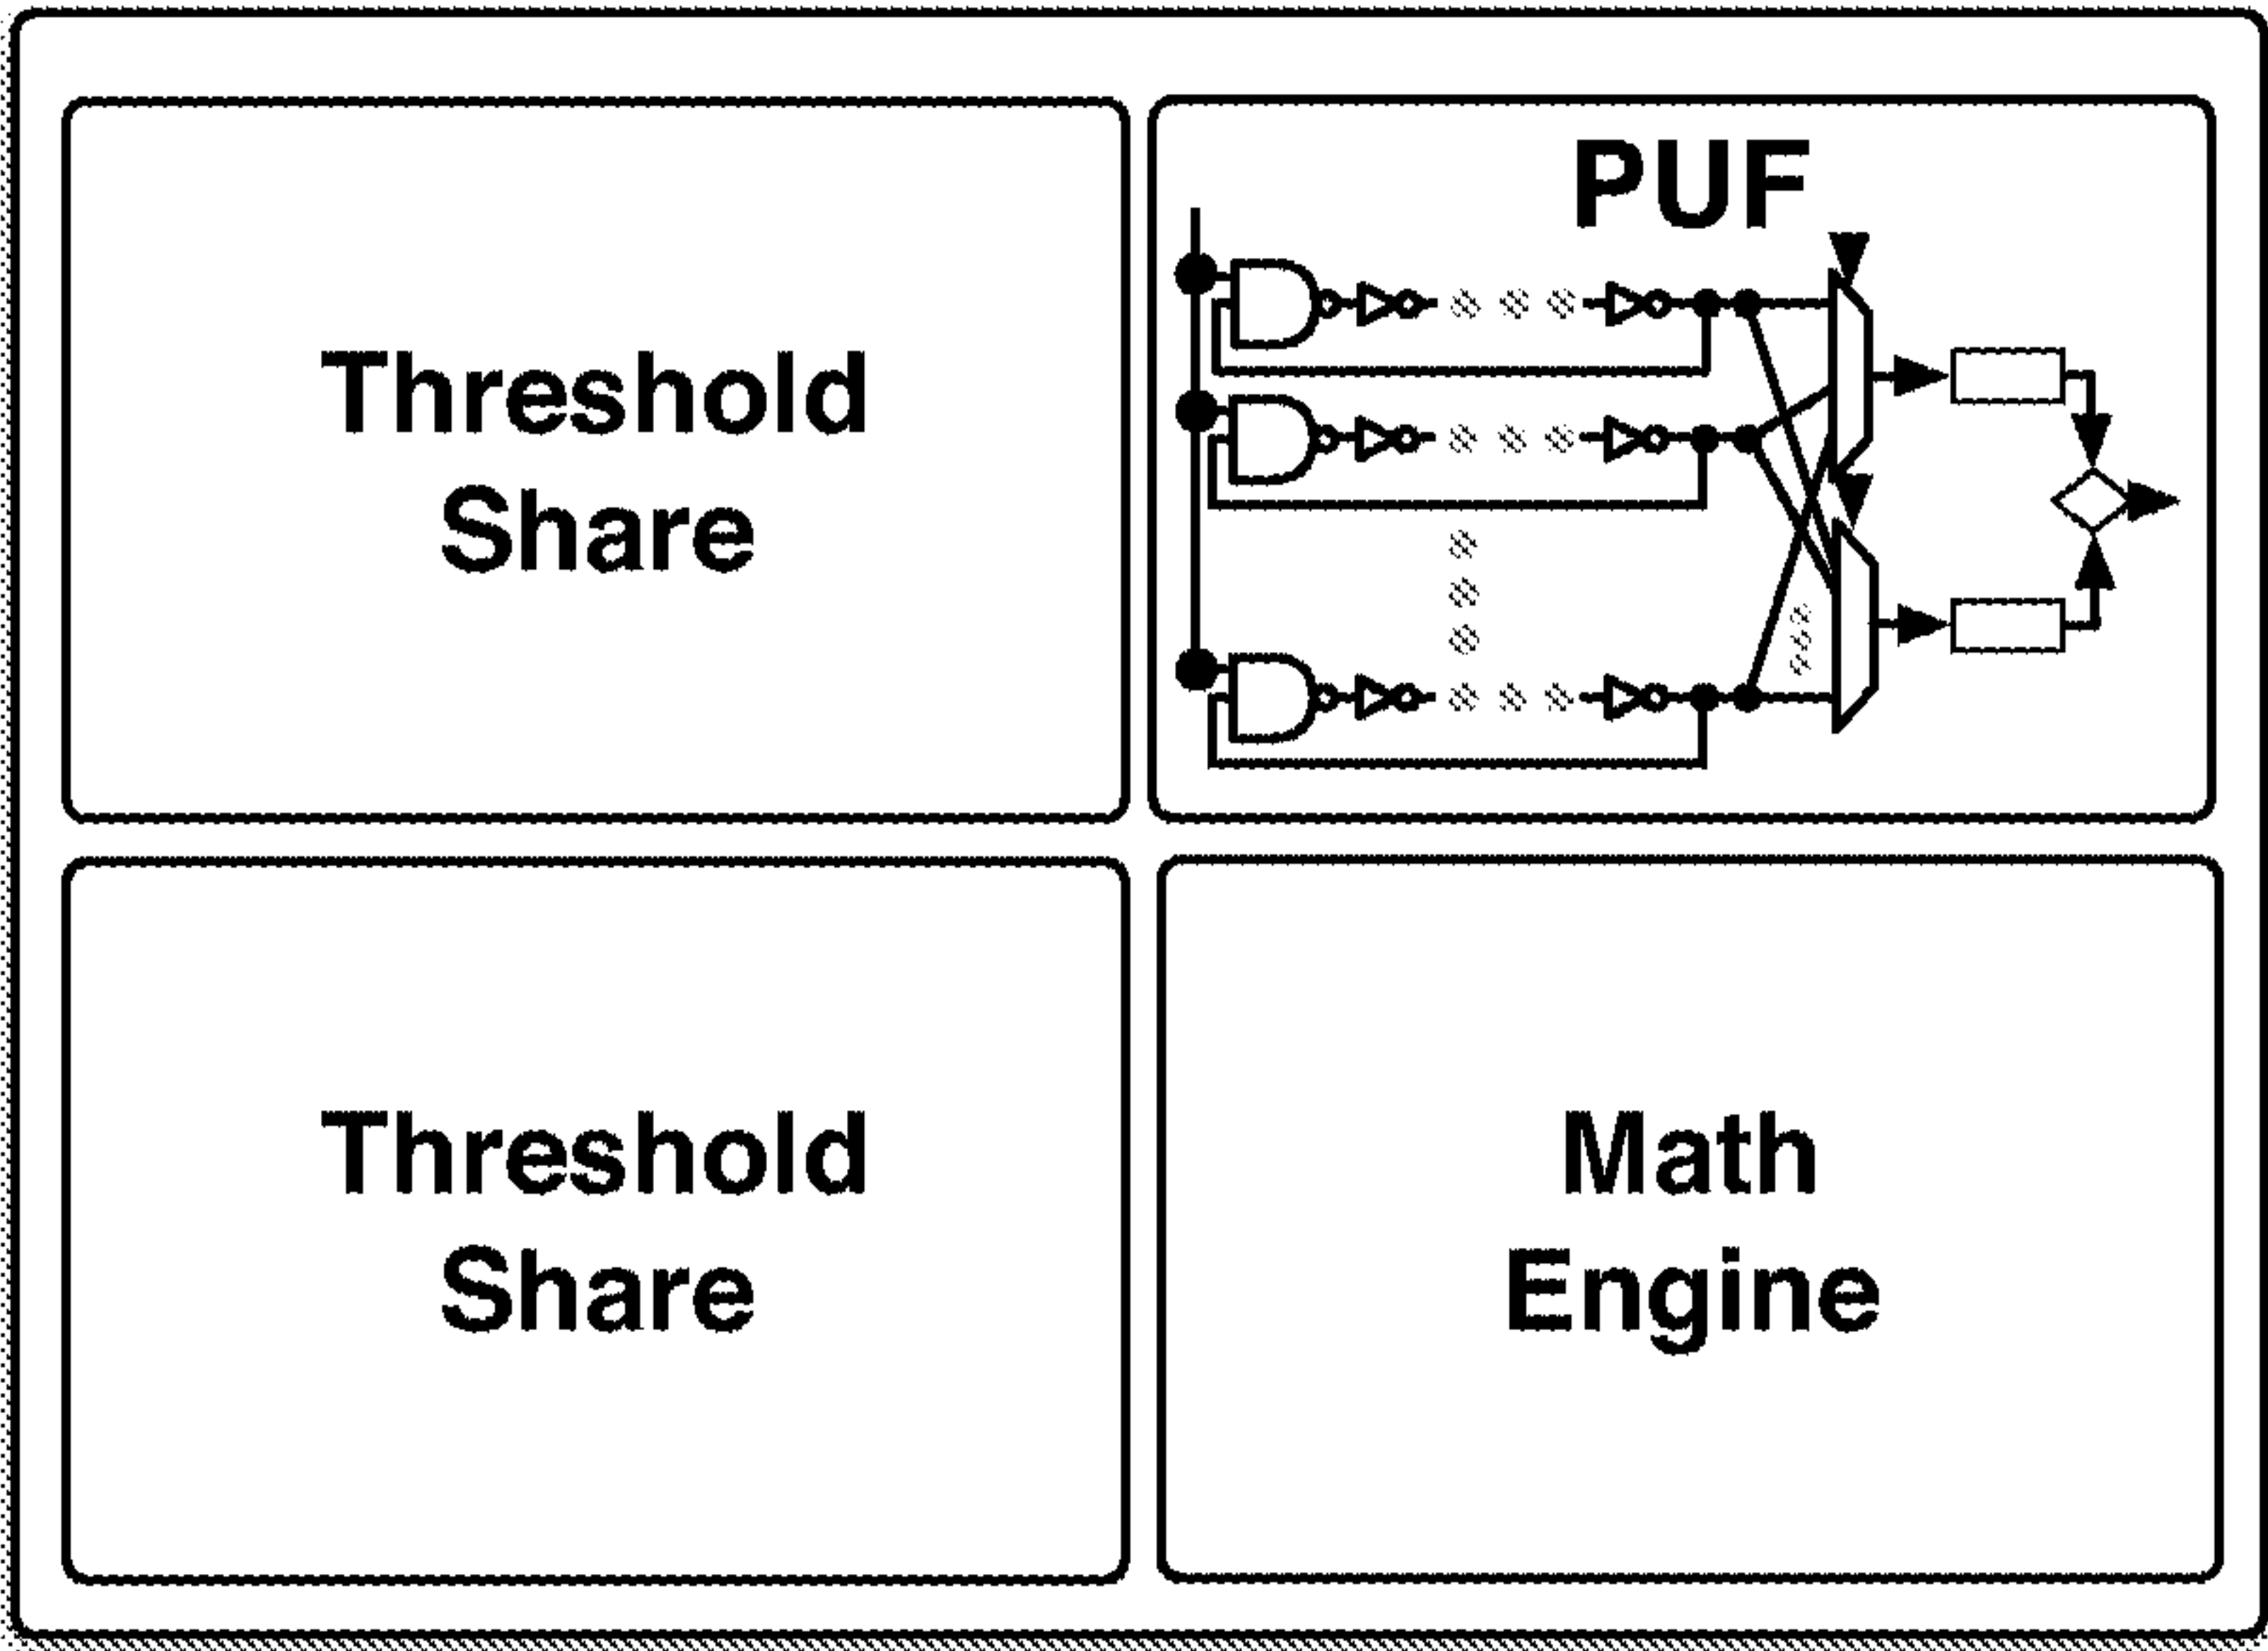 Threshold
Share
PUF
Threshold
Share
Math
Engine